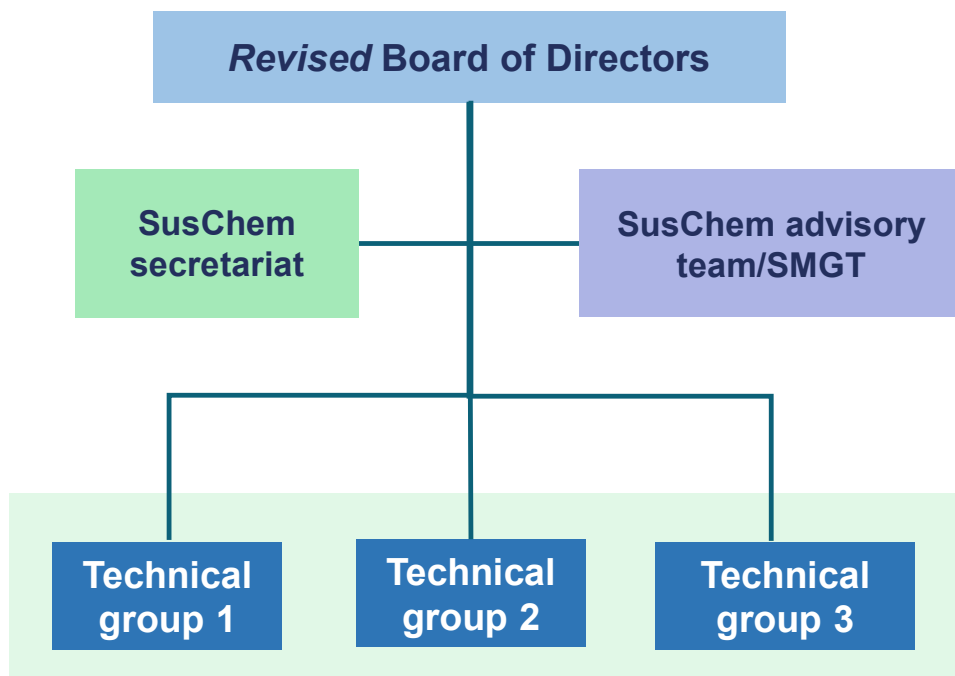 Revised Board of Directors
SusChem
secretariat
SusChem advisory
team/SMGT
Technical
group 1
Technical
group 2
Technical
group 3